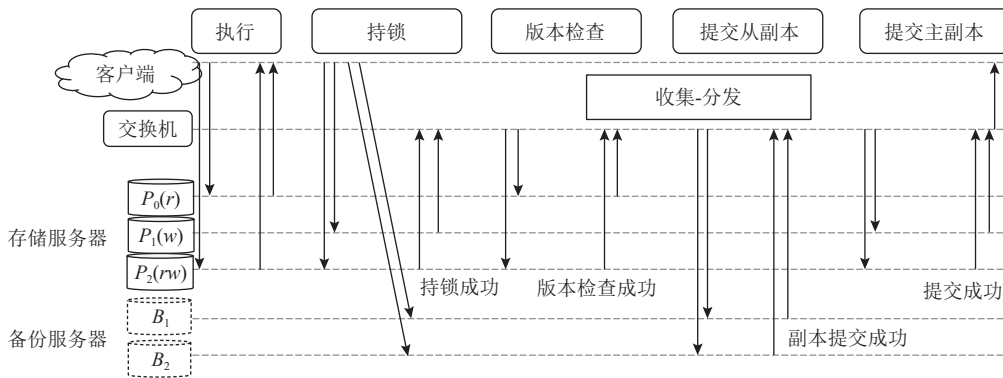 执行
持锁
版本检查
提交从副本
提交主副本
客户端
收集-分发
交换机
P₀(r)
存储服务器
P₁(w)
P₂(rw)
持锁成功
版本检查成功
提交成功
B₁
备份服务器
副本提交成功
B₂